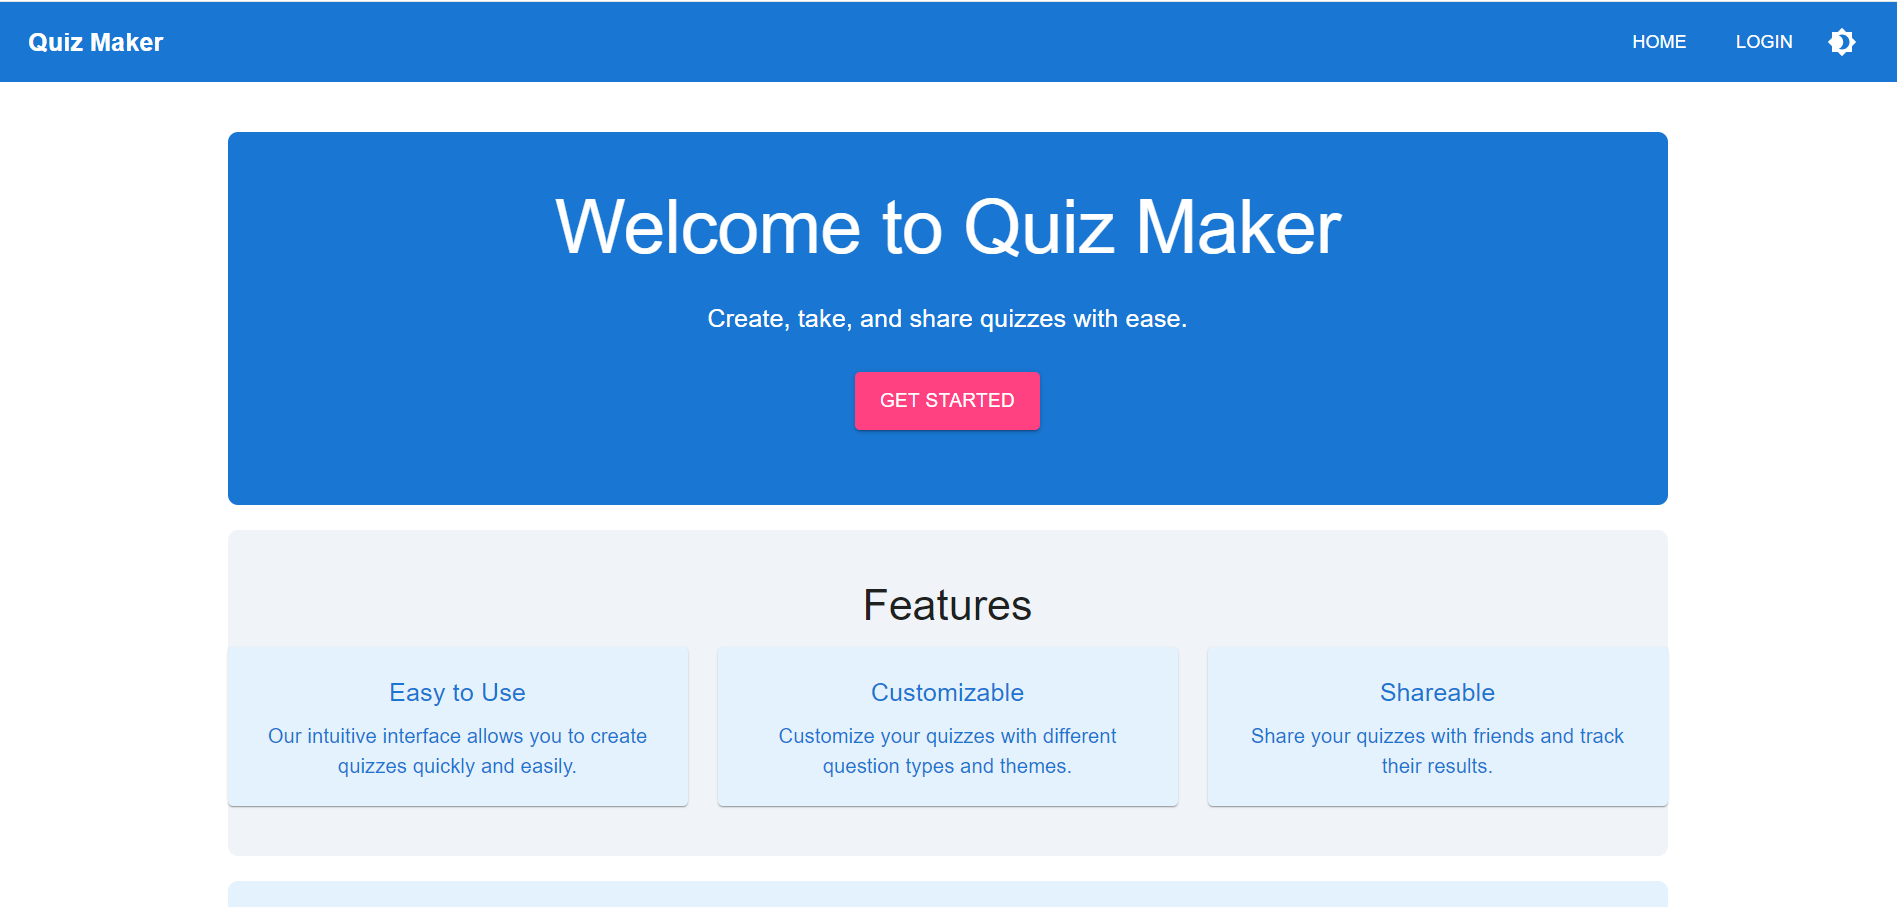 Quiz Maker
HOME
LOGIN
Welcome to Quiz Maker
Create, take, and share quizzes with ease.
GET STARTED
Features
Easy to Use
Our intuitive interface allows you to create
quizzes quickly and easily.
Customizable
Customize your quizzes with different
question types and themes.
Shareable
Share your quizzes with friends and track
their results.